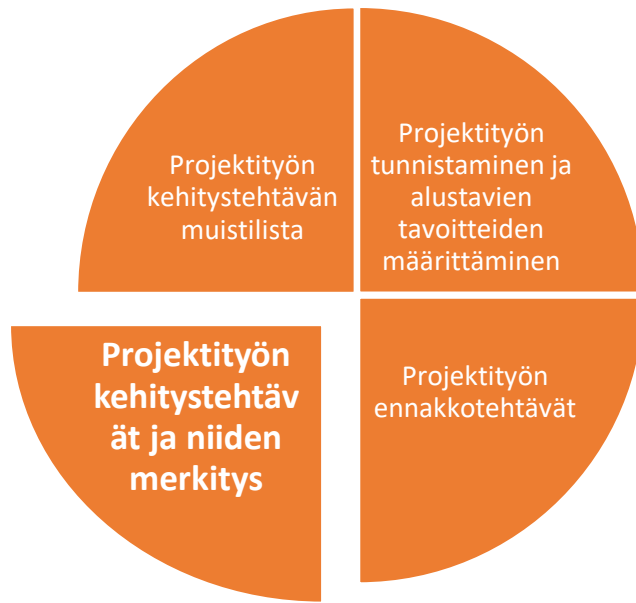 Projektityön
kehitystehtävän
muistilista
Projektityön
tunnistaminen ja
alustavien
tavoitteiden
määrittäminen
Projektityön
kehitystehtäv
ät ja niiden
merkitys
Projektityön
ennakkotehtävät